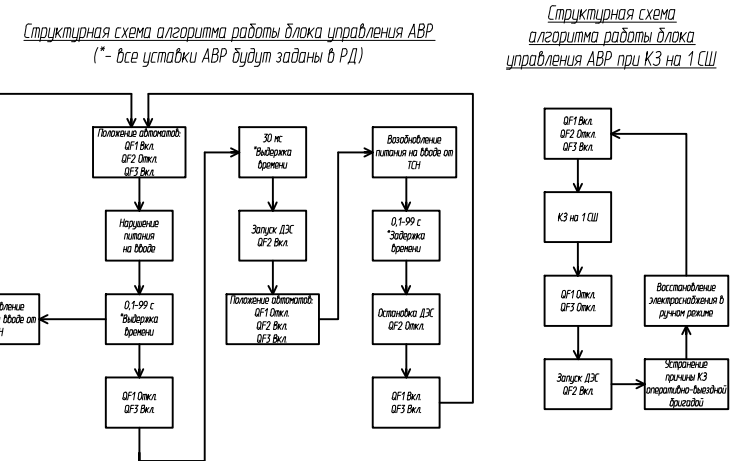 Структурная схема алгоритма работы блока управления АВР
(*- все уставки АВР будут заданы в РД)
Положение автоматов:
QF1 Вкл.
QF2 Откл.
QF3 Вкл.
Нарушение
питания
на вводе
0,1-99 с
*Выдержка
времени
QF1 Откл.
QF3 Вкл.
вление
вводе от
Н
30 мс
*Выдержка
времени
Запуск ДЭС
QF2 Вкл.
Положение автоматов:
QF1 Откл.
QF2 Вкл.
QF3 Вкл.
Возобновление
питания на вводе от
ТСН
0,1-99 с
*Задержка
времени
Остановка ДЭС
QF2 Откл.
QF1 Вкл.
QF3 Вкл.
Структурная схема
алгоритма работы блока
управления АВР при КЗ на 1 СШ
QF1 Вкл.
QF2 Откл.
QF3 Вкл.
КЗ на 1 СШ
QF1 Откл.
QF3 Откл.
Запуск ДЭС
QF2 Вкл.
Устранение
причины КЗ
оперативно-выездной
бригадой
Восстановление
электроснабжения в
ручном режиме